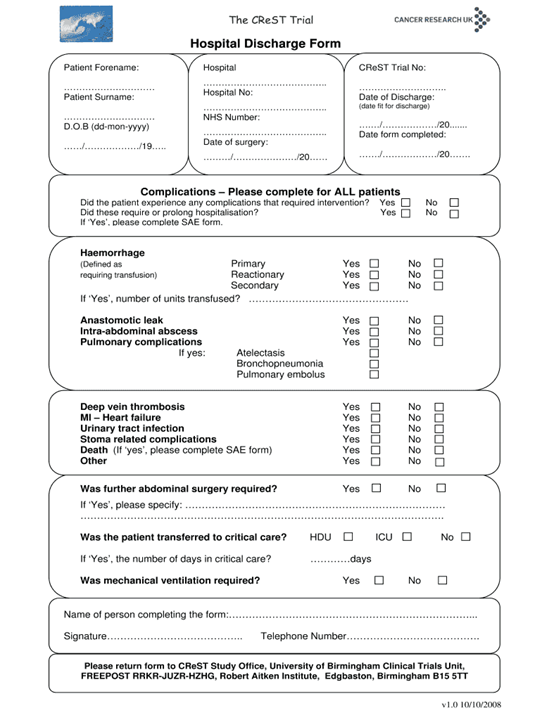 The CReST Trial
CANCER RESEARCH UK
Hospital Discharge Form
Patient Forename:
…………………………
Patient Surname:
…………………………
D.O.B (dd-mon-yyyy)
……/………………/19…..
Hospital
…………………………………..
Hospital No:
…………………………………..
NHS Number:
…………………………………..
Date of surgery:
………/…………………/20……
CReST Trial No:
………………………..
Date of Discharge:
(date fit for discharge)
……./………………/20.......
Date form completed:
……./………………/20…….
Complications – Please complete for ALL patients
Did the patient experience any complications that required intervention? Yes ☐ No ☐
Did these require or prolong hospitalisation? Yes ☐ No ☐
If ‘Yes’, please complete SAE form.
Haemorrhage
(Defined as Primary Yes ☐ No ☐
requiring transfusion) Reactionary Yes ☐ No ☐
Secondary Yes ☐ No ☐
If ‘Yes’, number of units transfused? …………………………………………
Anastomotic leak Yes ☐ No ☐
Intra-abdominal abscess Yes ☐ No ☐
Pulmonary complications Yes ☐ No ☐
If yes: Atelectasis ☐
Bronchopneumonia ☐
Pulmonary embolus ☐
Deep vein thrombosis Yes ☐ No ☐
MI – Heart failure Yes ☐ No ☐
Urinary tract infection Yes ☐ No ☐
Stoma related complications Yes ☐ No ☐
Death (If ‘yes’, please complete SAE form) Yes ☐ No ☐
Other Yes ☐ No ☐
Was further abdominal surgery required? Yes ☐ No ☐
If ‘Yes’, please specify: ……………………………………………………………………
…………………………………………………………………………………………………
Was the patient transferred to critical care? HDU ☐ ICU ☐ No ☐
If ‘Yes’, the number of days in critical care? …………days
Was mechanical ventilation required? Yes ☐ No ☐
Name of person completing the form:…………………………………………………………………...
Signature…………………………………….. Telephone Number……………………………………
Please return form to CReST Study Office, University of Birmingham Clinical Trials Unit,
FREEPOST RRKR-JUZR-HZHG, Robert Aitken Institute, Edgbaston, Birmingham B15 5TT
v1.0 10/10/2008